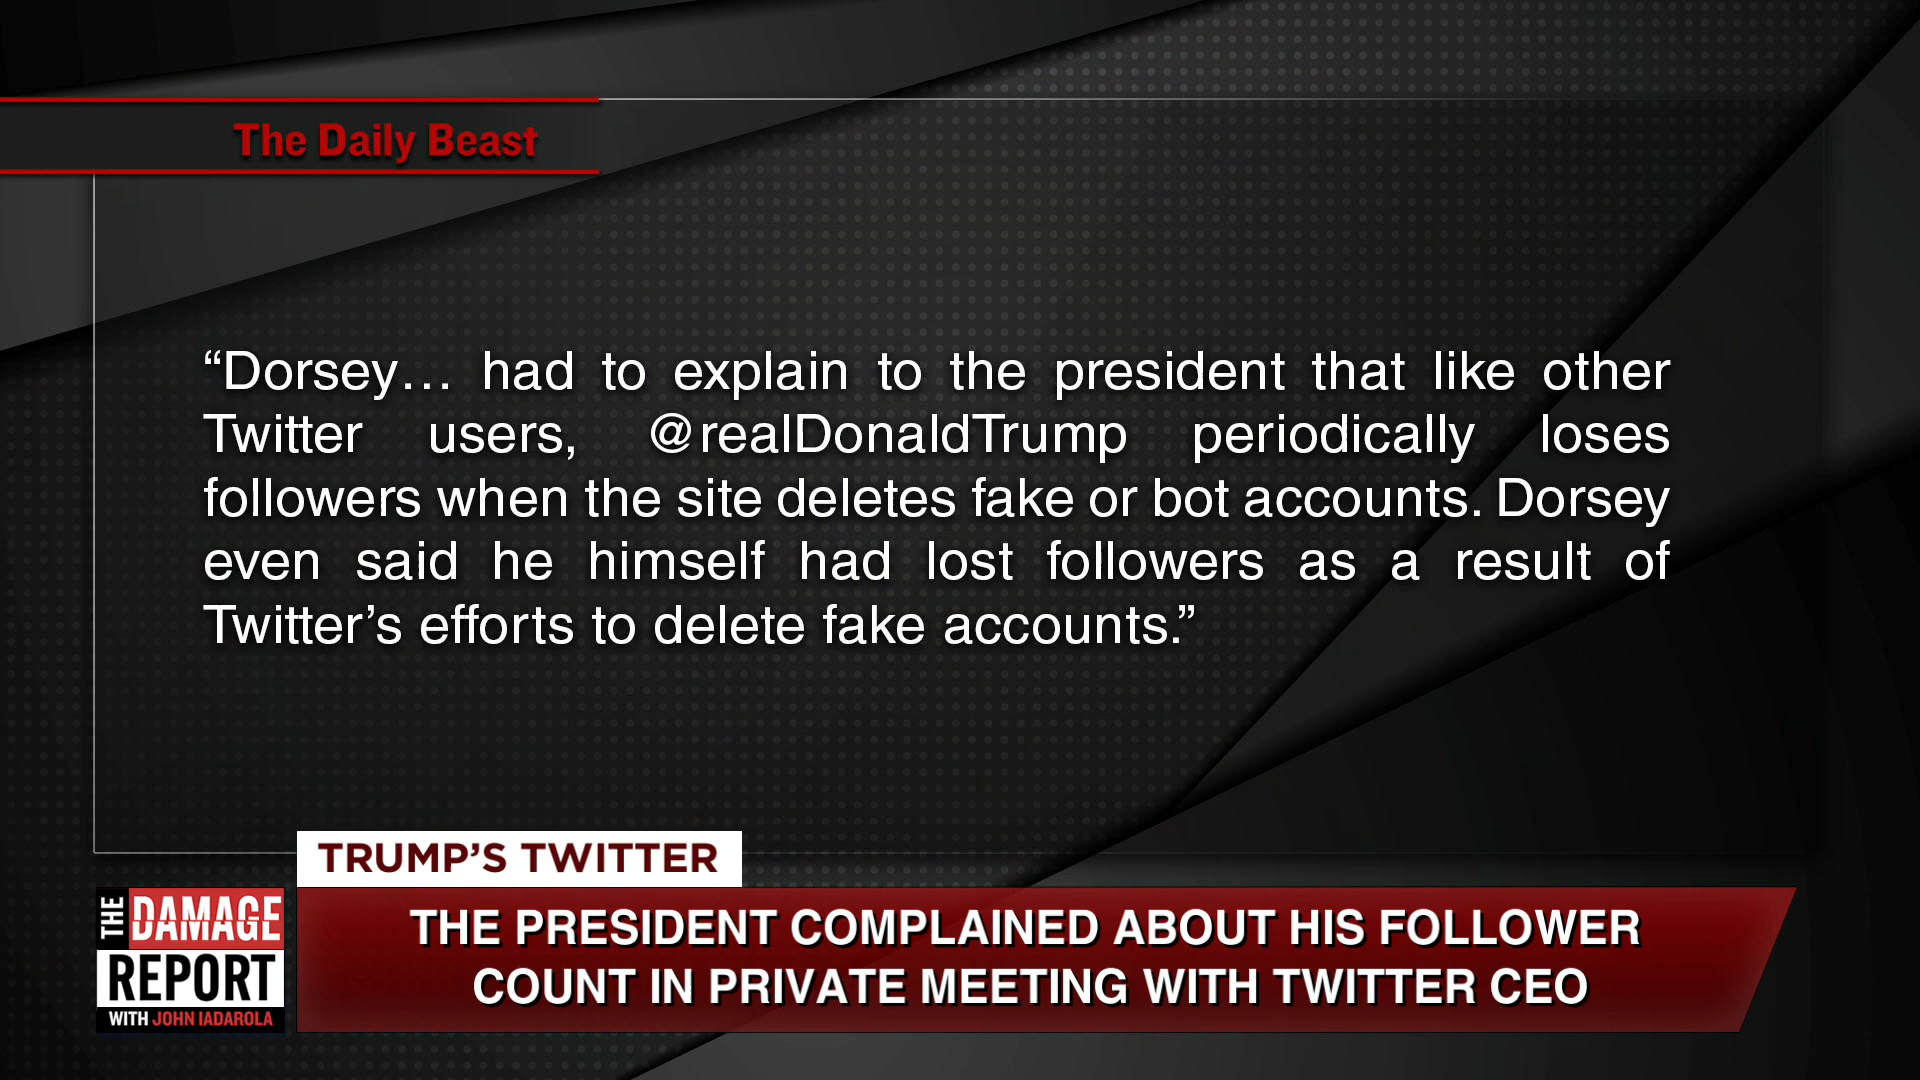 The Daily Beast
“Dorsey… had to explain to the president that like other
Twitter users, @realDonaldTrump periodically loses
followers when the site deletes fake or bot accounts. Dorsey
even said he himself had lost followers as a result of
Twitter’s efforts to delete fake accounts.”
TRUMP’S TWITTER
THE PRESIDENT COMPLAINED ABOUT HIS FOLLOWER
COUNT IN PRIVATE MEETING WITH TWITTER CEO
THE DAMAGE
REPORT
WITH JOHN IADAROLA